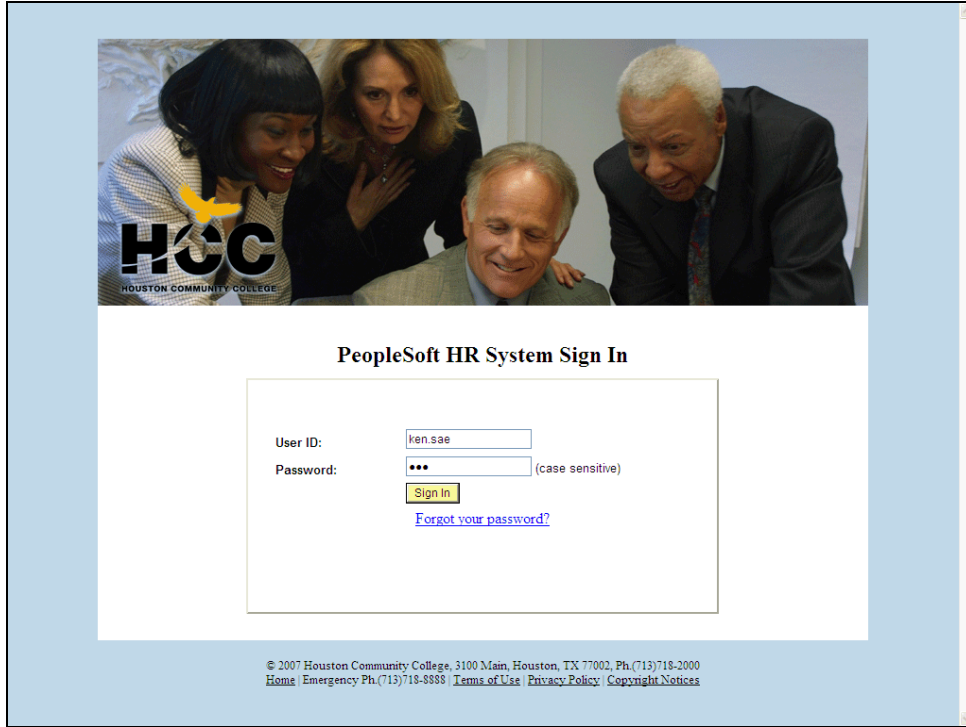 HCC
HOUSTON COMMUNITY COLLEGE
PeopleSoft HR System Sign In
User ID: ken.sae
Password: ••• (case sensitive)
Sign In
Forgot your password?
© 2007 Houston Community College, 3100 Main, Houston, TX 77002, Ph.(713)718-2000
Home | Emergency Ph.(713)718-8888 | Terms of Use | Privacy Policy | Copyright Notices